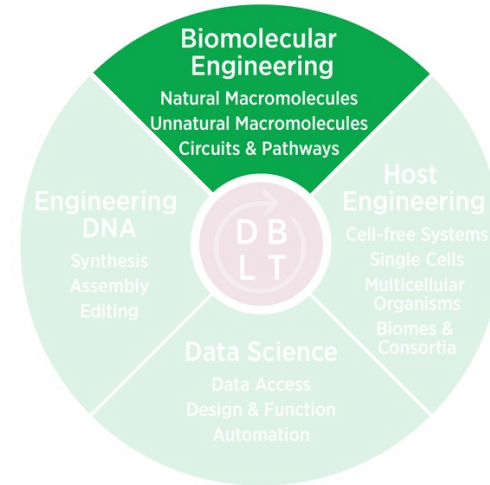 Biomolecular
Engineering
Natural Macromolecules
Unnatural Macromolecules
Circuits & Pathways
Engineering
DNA
Synthesis
Assembly
Editing
D B
L T
Host
Engineering
Cell-free Systems
Single Cells
Multicellular
Organisms
Biomes &
Consortia
Data Science
Data Access
Design & Function
Automation